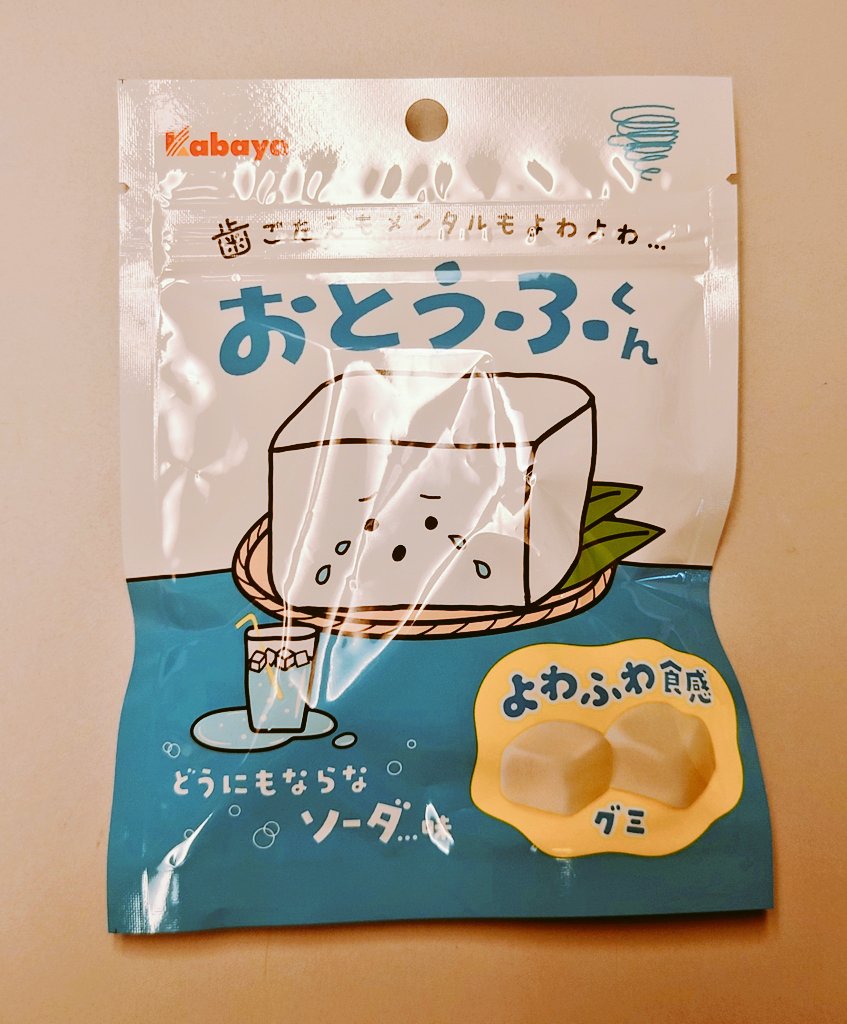 Kabaya
歯ごたえもメンタルもよわよわ...
おとうふくん
よわふわ食感
グミ
どうにもならな
ソーダ...味